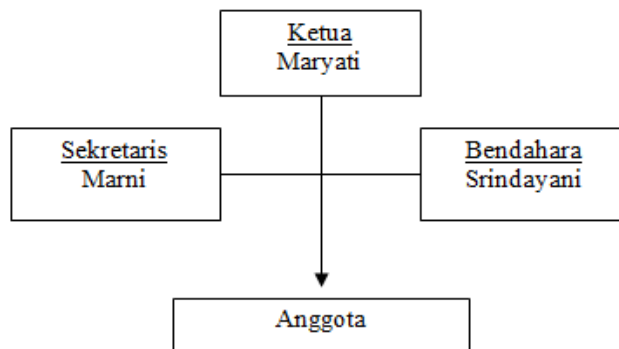 Ketua
Maryati
Sekretaris
Marni
Bendahara
Srindayani
Anggota